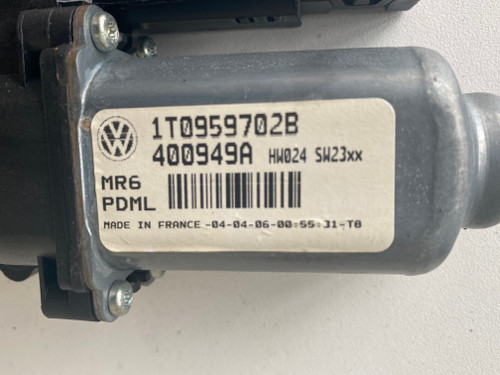 1T0959702B
400949A HW024 SW23xx
MR6
PDML
MADE IN FRANCE -04-04-06-00:55:31-T8